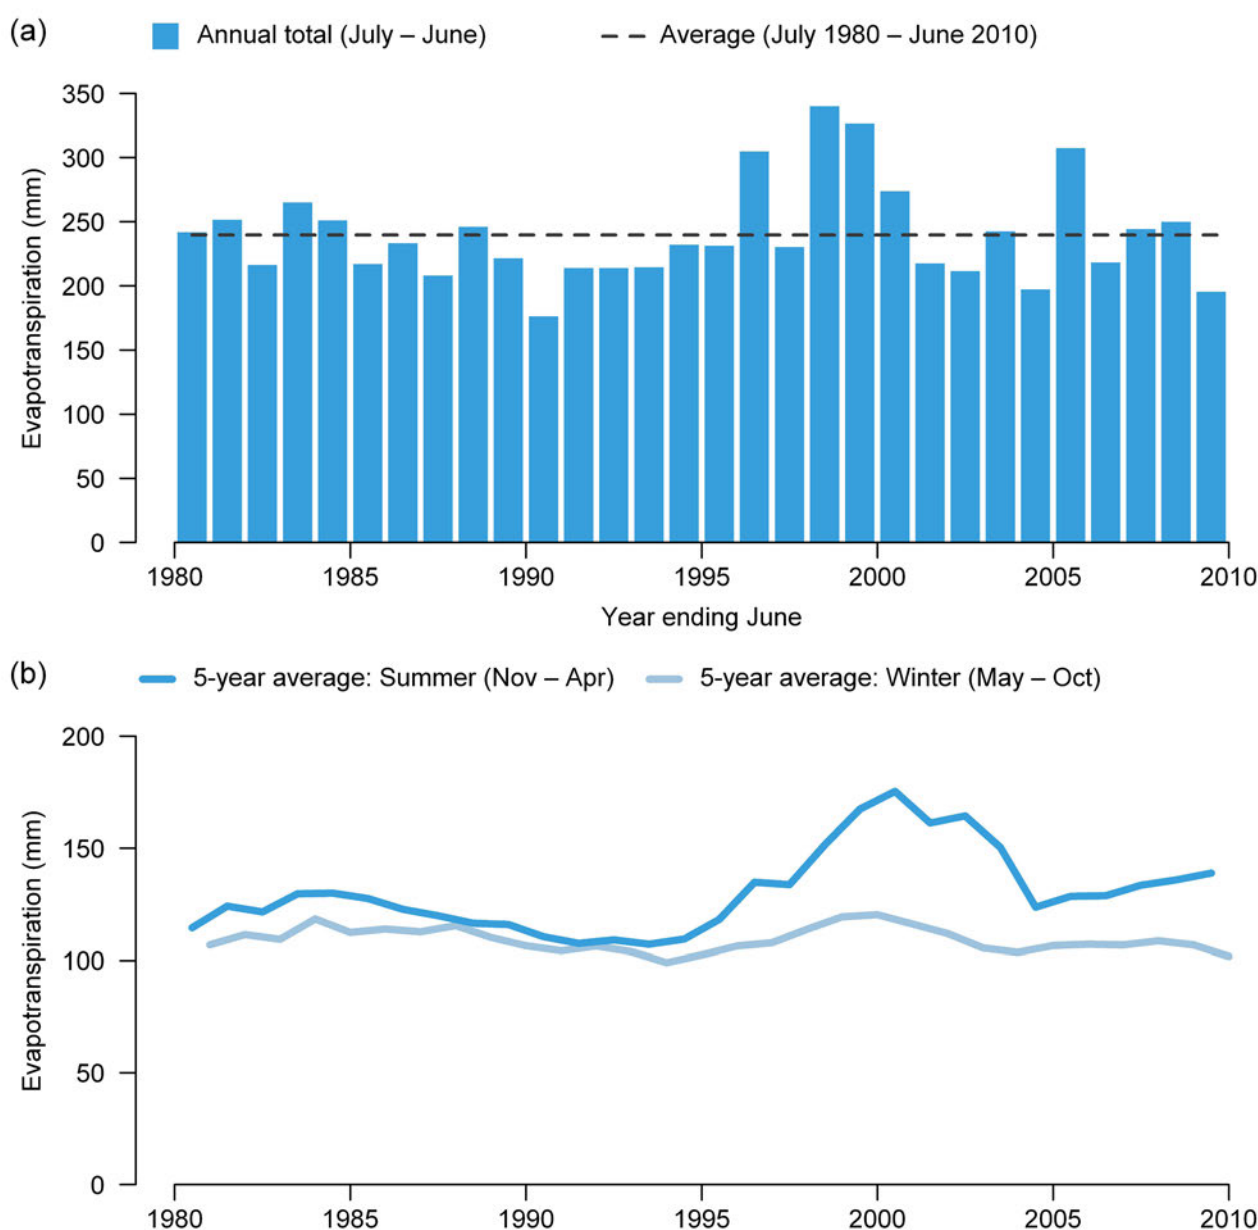 (a)
Annual total (July – June)
Average (July 1980 – June 2010)
Evapotranspiration (mm)
350
300
250
200
150
100
50
0
1980 1985 1990 1995 2000 2005 2010
Year ending June
(b)
5-year average: Summer (Nov – Apr)
5-year average: Winter (May – Oct)
Evapotranspiration (mm)
200
150
100
50
0
1980 1985 1990 1995 2000 2005 2010